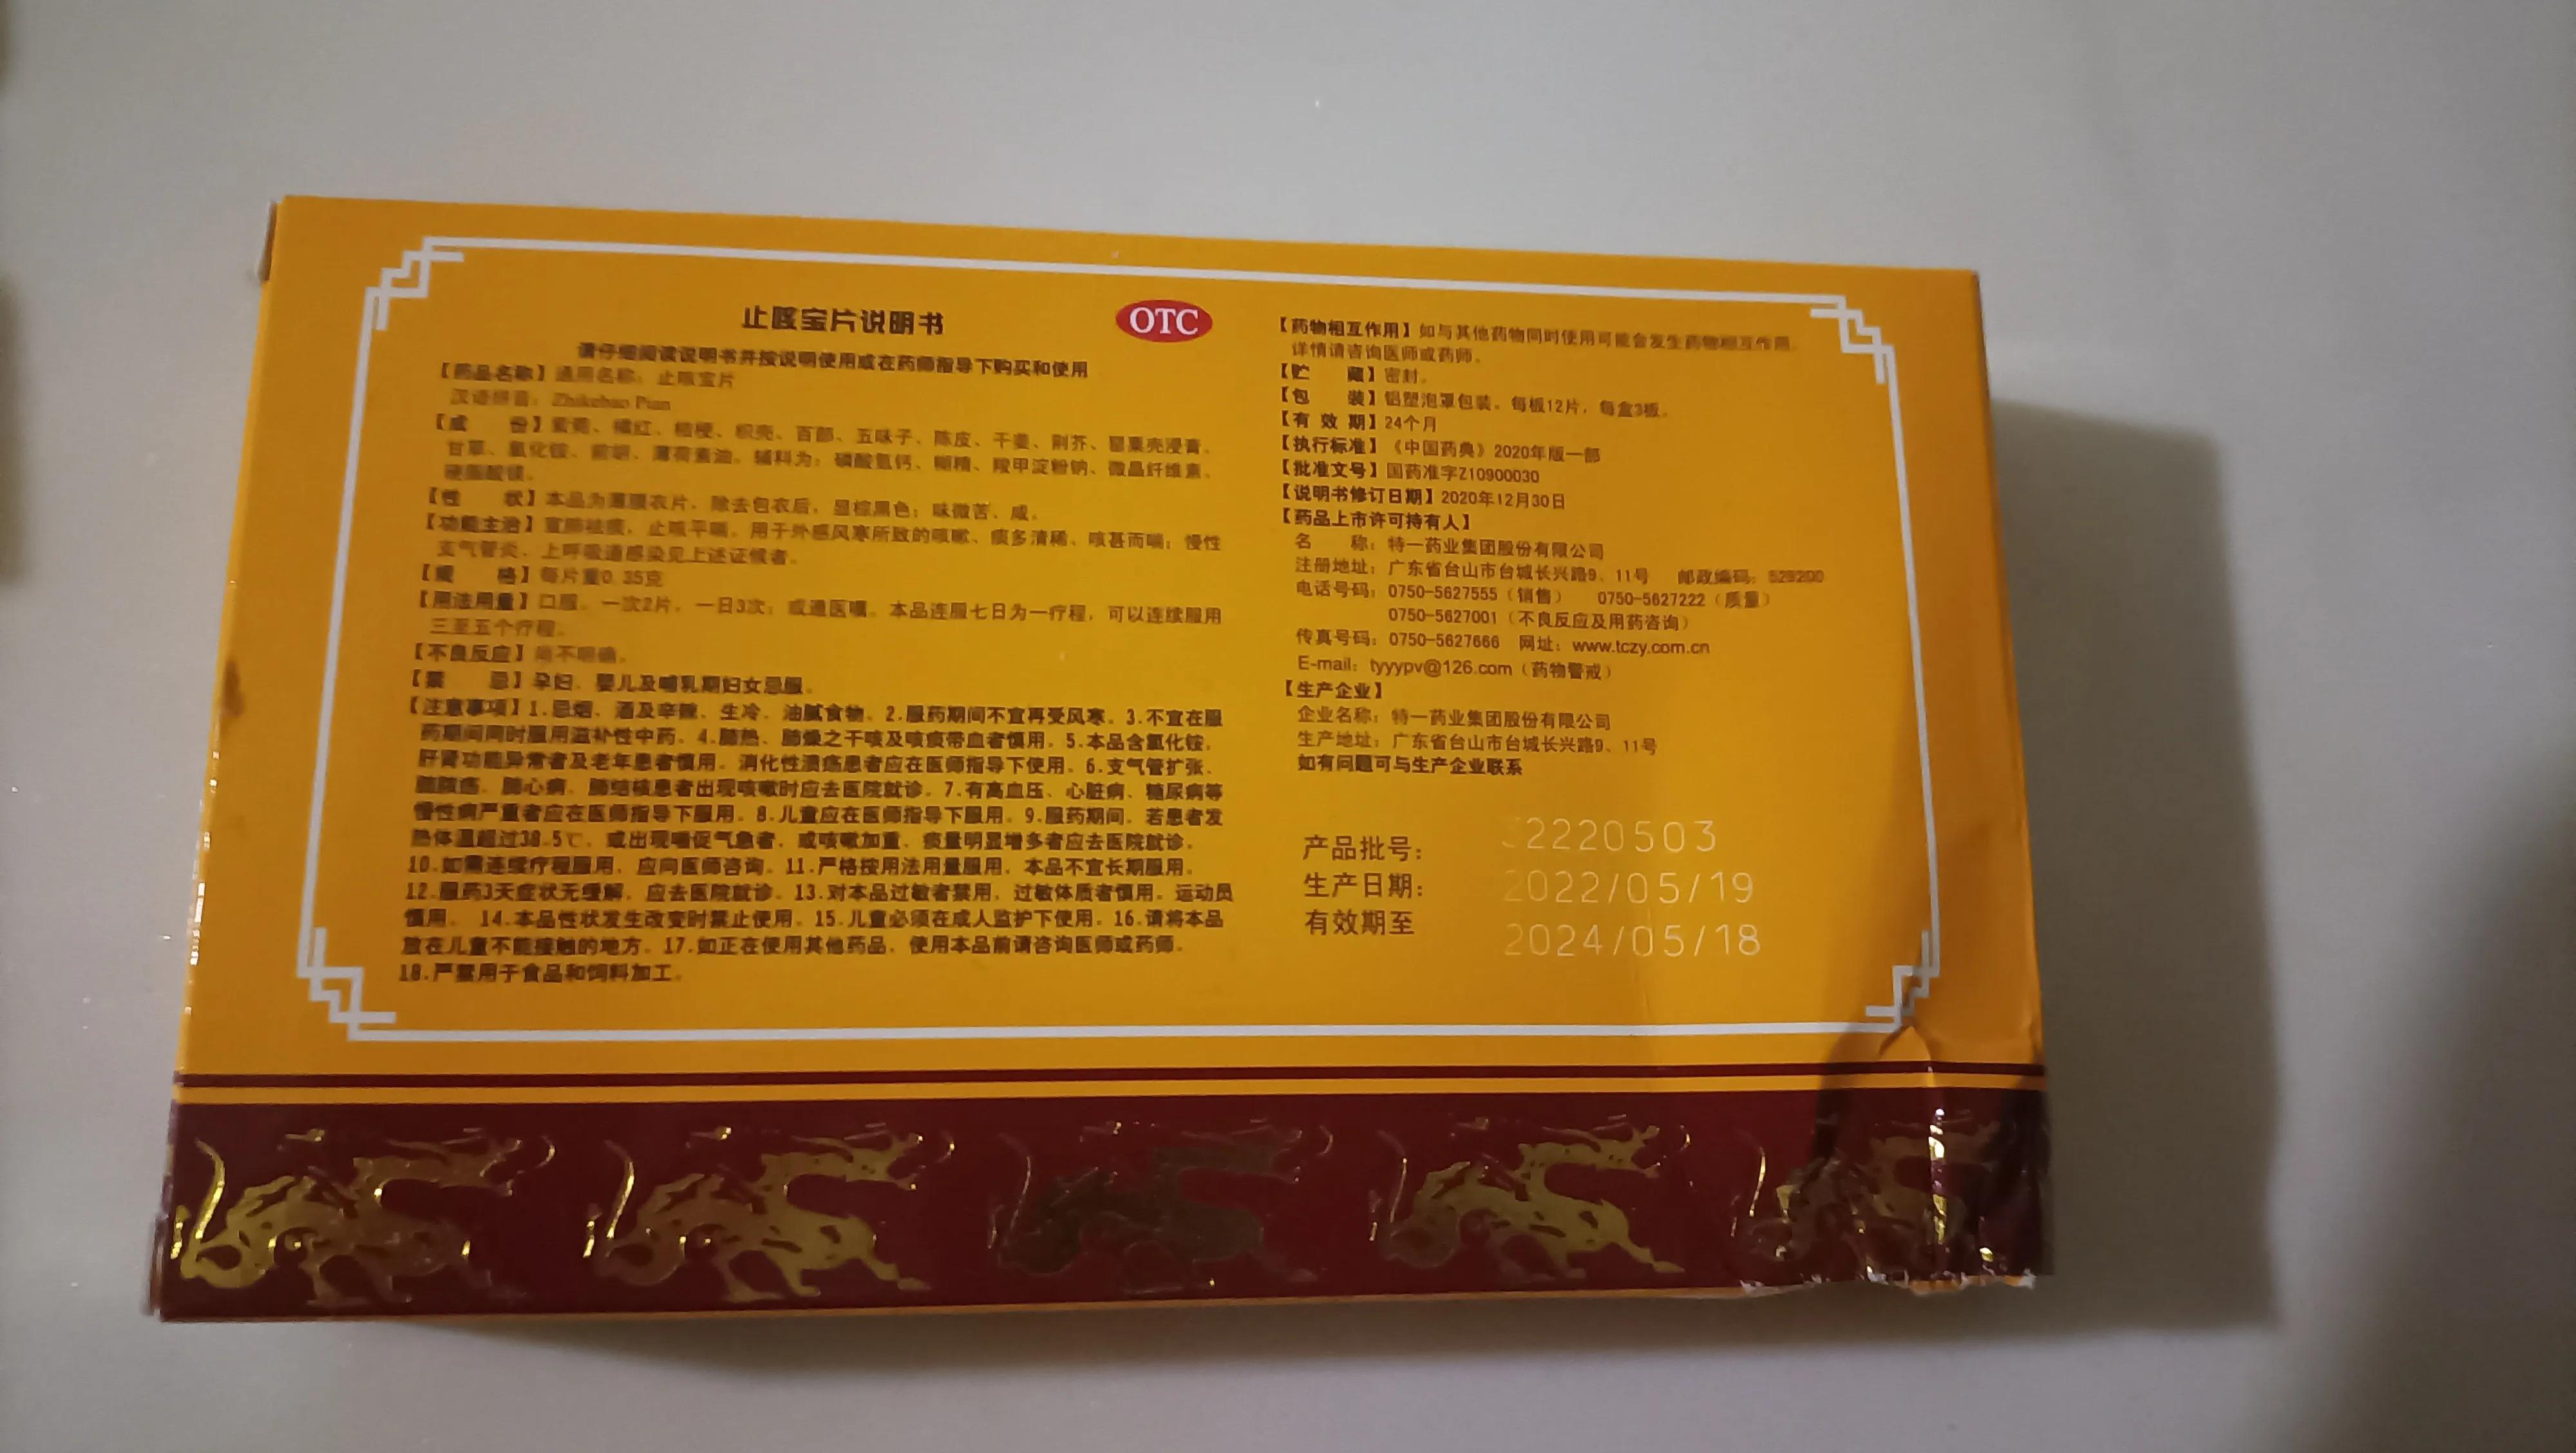 止咳宝片说明书
OTC
请仔细阅读说明书并按说明使用或在药师指导下购买和使用
【药品名称】通用名称：止咳宝片
汉语拼音：Zhikebao Pian
【成　　份】紫菀、橘红、桔梗、枳壳、百部、五味子、陈皮、干姜、荆芥、罂粟壳浸膏、
甘草、氯化铵、前胡、薄荷素油。辅料为：磷酸氢钙、糊精、羧甲淀粉钠、微晶纤维素、
硬脂酸镁。
【性　　状】本品为薄膜衣片，除去包衣后，显棕黑色；味微苦、咸。
【功能主治】宣肺祛痰，止咳平喘。用于外感风寒所致的咳嗽、痰多清稀、咳甚而喘；慢性
支气管炎、上呼吸道感染见上述证候者。
【规　　格】每片重0.35克
【用法用量】口服。一次2片，一日3次；或遵医嘱。本品连服七日为一疗程，可以连续服用
三至五个疗程。
【不良反应】尚不明确。
【禁　　忌】孕妇、婴儿及哺乳期妇女忌服。
【注意事项】1.忌烟、酒及辛辣、生冷、油腻食物。2.服药期间不宜再受风寒。3.不宜在服
药期间同时服用滋补性中药。4.肺热、肺燥之干咳及咳痰带血者慎用。5.本品含氯化铵，
肝肾功能异常者及老年患者慎用。消化性溃疡患者应在医师指导下使用。6.支气管扩张、
肺脓疡、肺心病、肺结核患者出现咳嗽时应去医院就诊。7.有高血压、心脏病、糖尿病等
慢性病严重者应在医师指导下服用。8.儿童应在医师指导下服用。9.服药期间，若患者发
热体温超过38.5℃，或出现喘促气急者，或咳嗽加重、痰量明显增多者应去医院就诊。
10.如需连续疗程服用，应向医师咨询。11.严格按用法用量服用，本品不宜长期服用。
12.服药3天症状无缓解，应去医院就诊。13.对本品过敏者禁用，过敏体质者慎用。运动员
慎用。 14.本品性状发生改变时禁止使用。15.儿童必须在成人监护下使用。16.请将本品
放在儿童不能接触的地方。17.如正在使用其他药品，使用本品前请咨询医师或药师。
18.严禁用于食品和饲料加工。
【药物相互作用】如与其他药物同时使用可能会发生药物相互作用，
详情请咨询医师或药师。
【贮　　藏】密封。
【包　　装】铝塑泡罩包装，每板12片，每盒3板。
【有 效 期】24个月
【执行标准】《中国药典》2020年版一部
【批准文号】国药准字Z10900030
【说明书修订日期】2020年12月30日
【药品上市许可持有人】
名　　称：特一药业集团股份有限公司
注册地址：广东省台山市台城长兴路9、11号　邮政编码：529200
电话号码：0750-5627555（销售）　0750-5627222（质量）
0750-5627001（不良反应及用药咨询）
传真号码：0750-5627666　网址：www.tczy.com.cn
E-mail：tyyypv@126.com（药物警戒）
【生产企业】
企业名称：特一药业集团股份有限公司
生产地址：广东省台山市台城长兴路9、11号
如有问题可与生产企业联系
产品批号： 2220503
生产日期： 2022/05/19
有效期至 2024/05/18